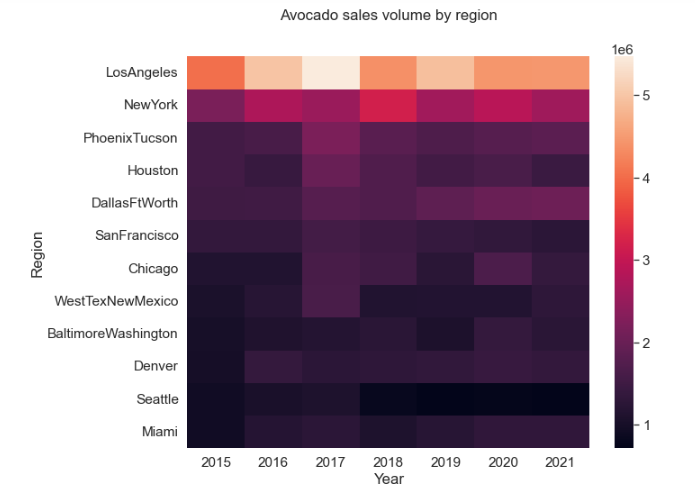 Avocado sales volume by region
1e6
LosAngeles
NewYork
PhoenixTucson
Houston
DallasFtWorth
SanFrancisco
Chicago
WestTexNewMexico
BaltimoreWashington
Denver
Seattle
Miami
Region
2015 2016 2017 2018 2019 2020 2021
Year
5
4
3
2
1